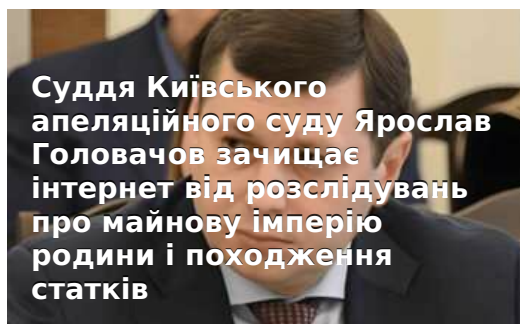 Суддя Київського
апеляційного суду Ярослав
Головачов зачищає
інтернет від розслідувань
про майнову імперію
родини і походження
статків